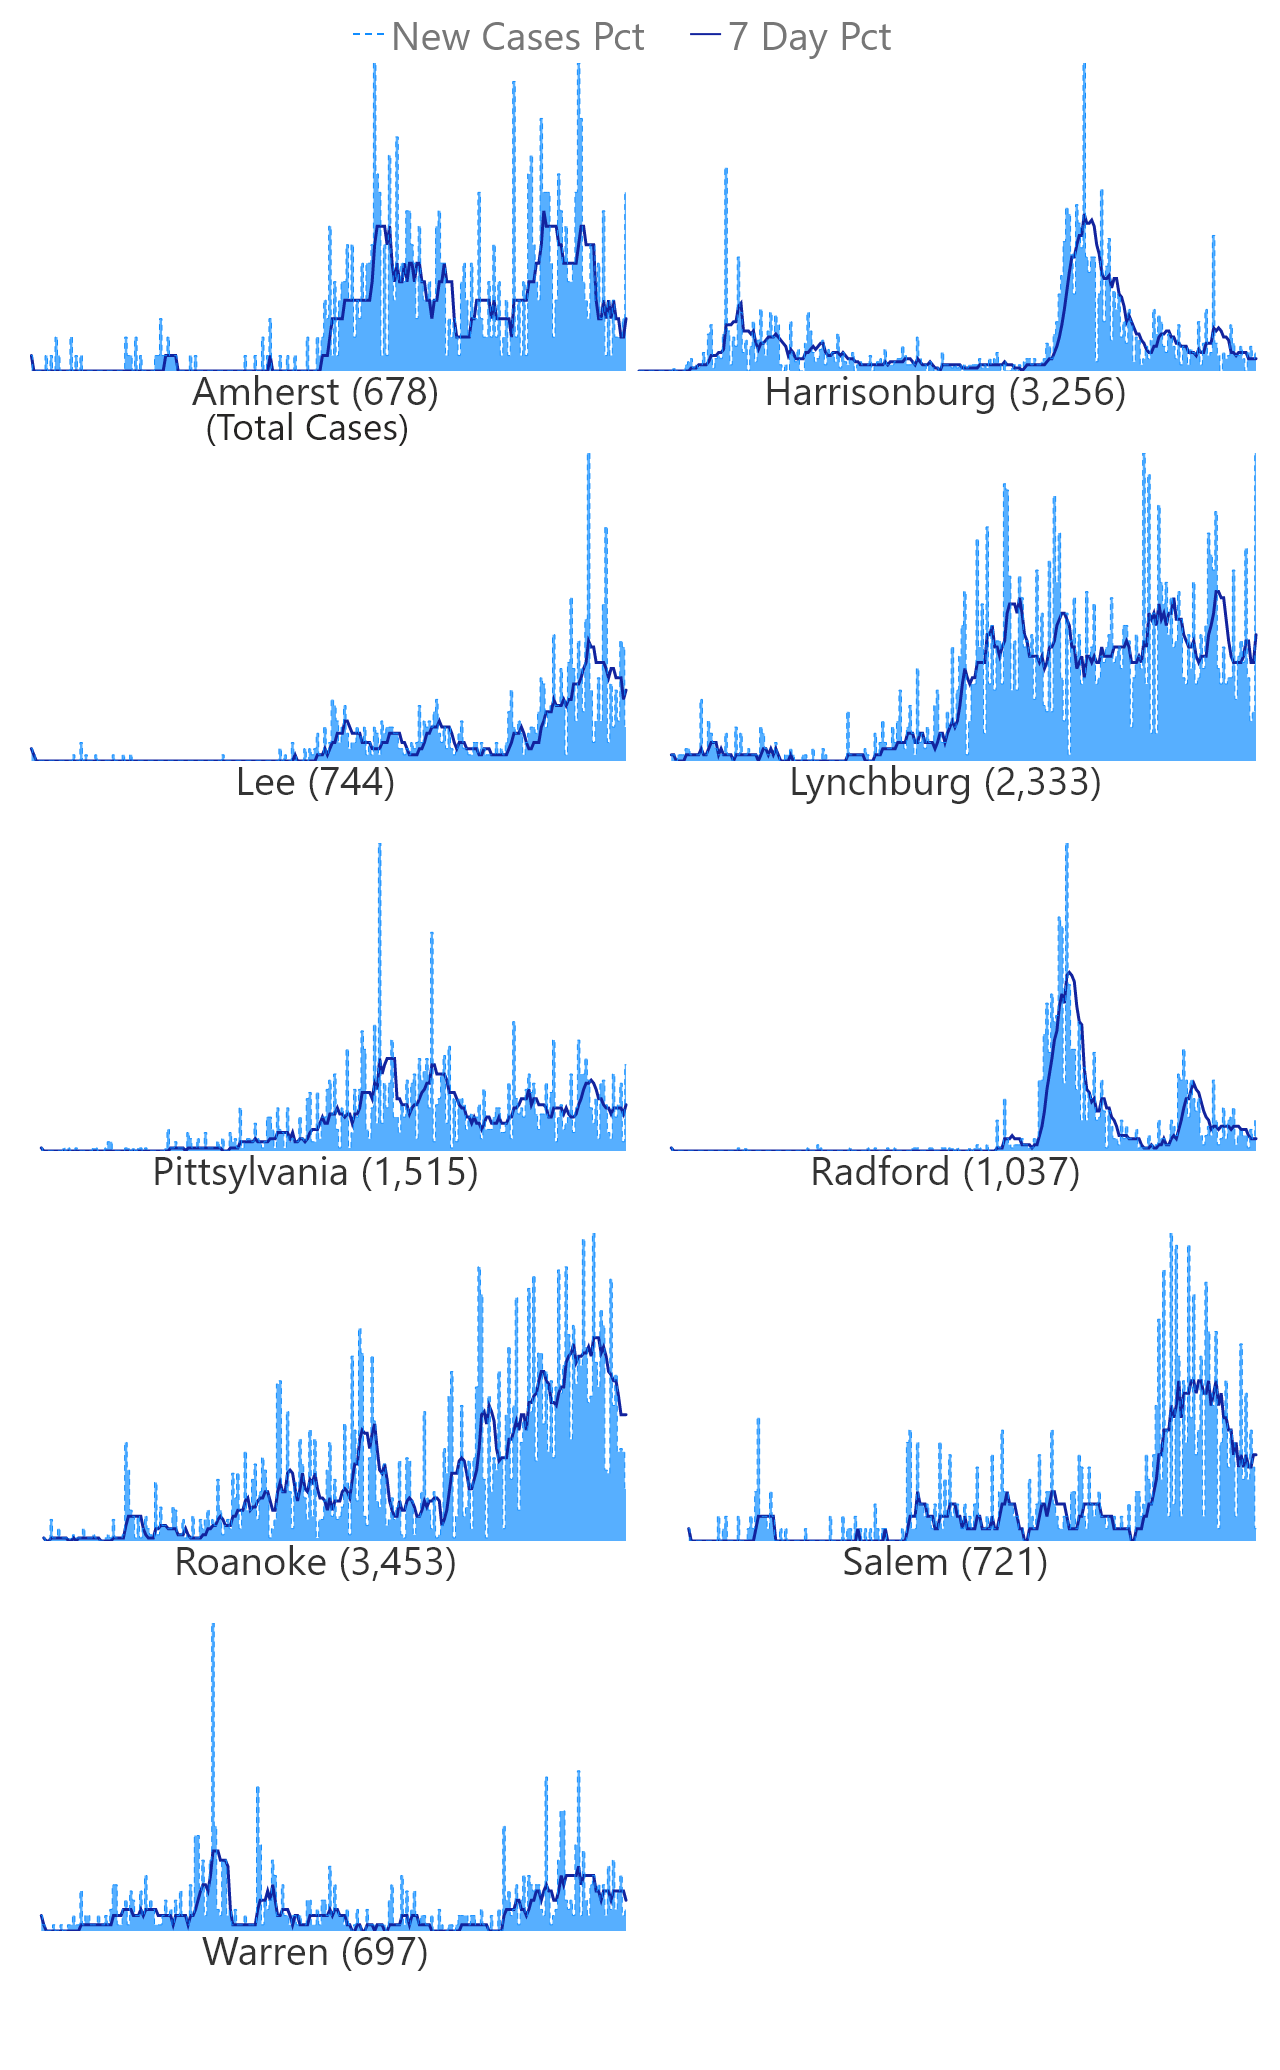 New Cases Pct 7 Day Pct
Amherst (678) Harrisonburg (3,256)
(Total Cases)
Lee (744) Lynchburg (2,333)
Pittsylvania (1,515) Radford (1,037)
Roanoke (3,453) Salem (721)
Warren (697)